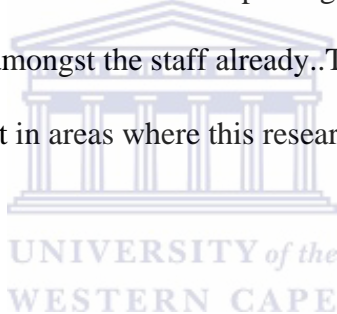 amongst the staff already..T
t in areas where this resear
UNIVERSITY of the
WESTERN CAPE